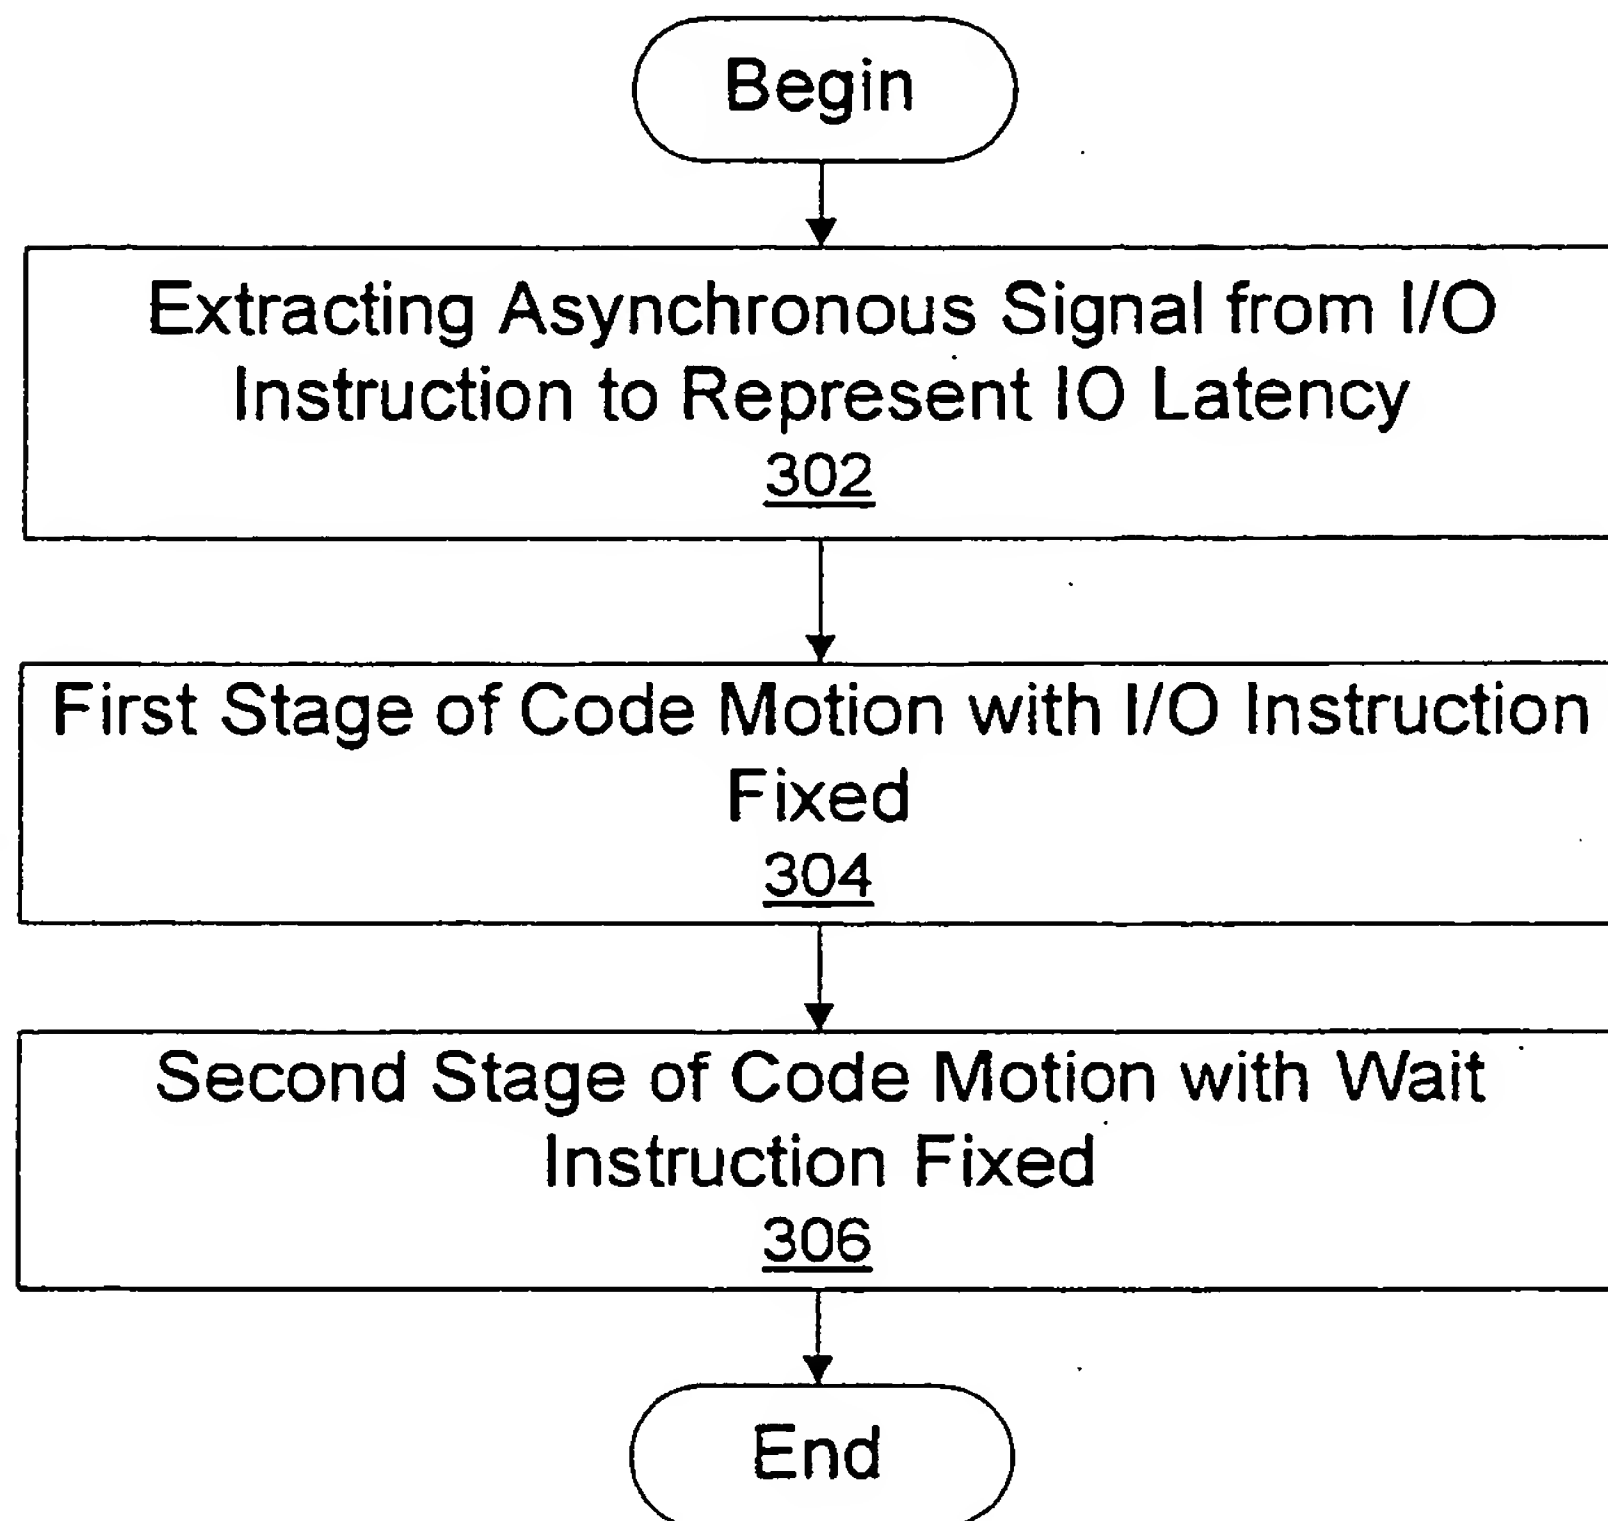 Begin
Extracting Asynchronous Signal from I/O
Instruction to Represent IO Latency
302
First Stage of Code Motion with I/O Instruction
Fixed
304
Second Stage of Code Motion with Wait
Instruction Fixed
306
End